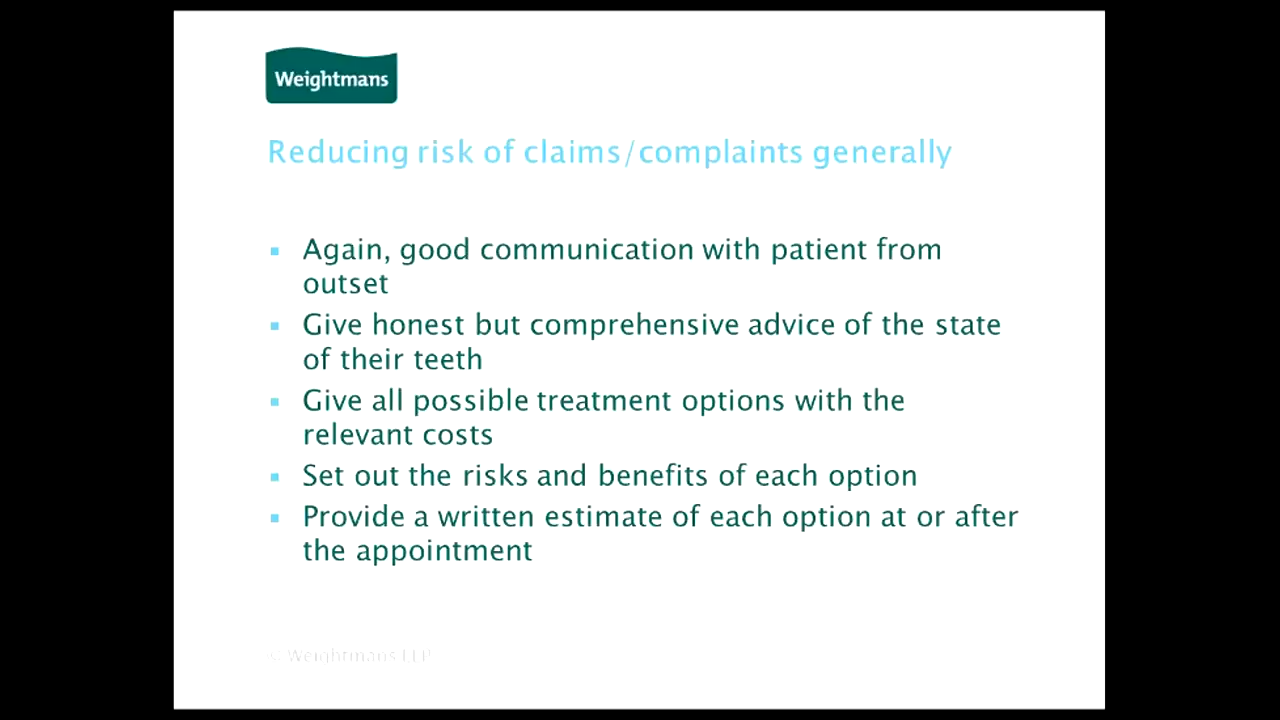 Weightmans
Reducing risk of claims/complaints generally
▪ Again, good communication with patient from
outset
▪ Give honest but comprehensive advice of the state
of their teeth
▪ Give all possible treatment options with the
relevant costs
▪ Set out the risks and benefits of each option
▪ Provide a written estimate of each option at or after
the appointment
© Weightmans LLP